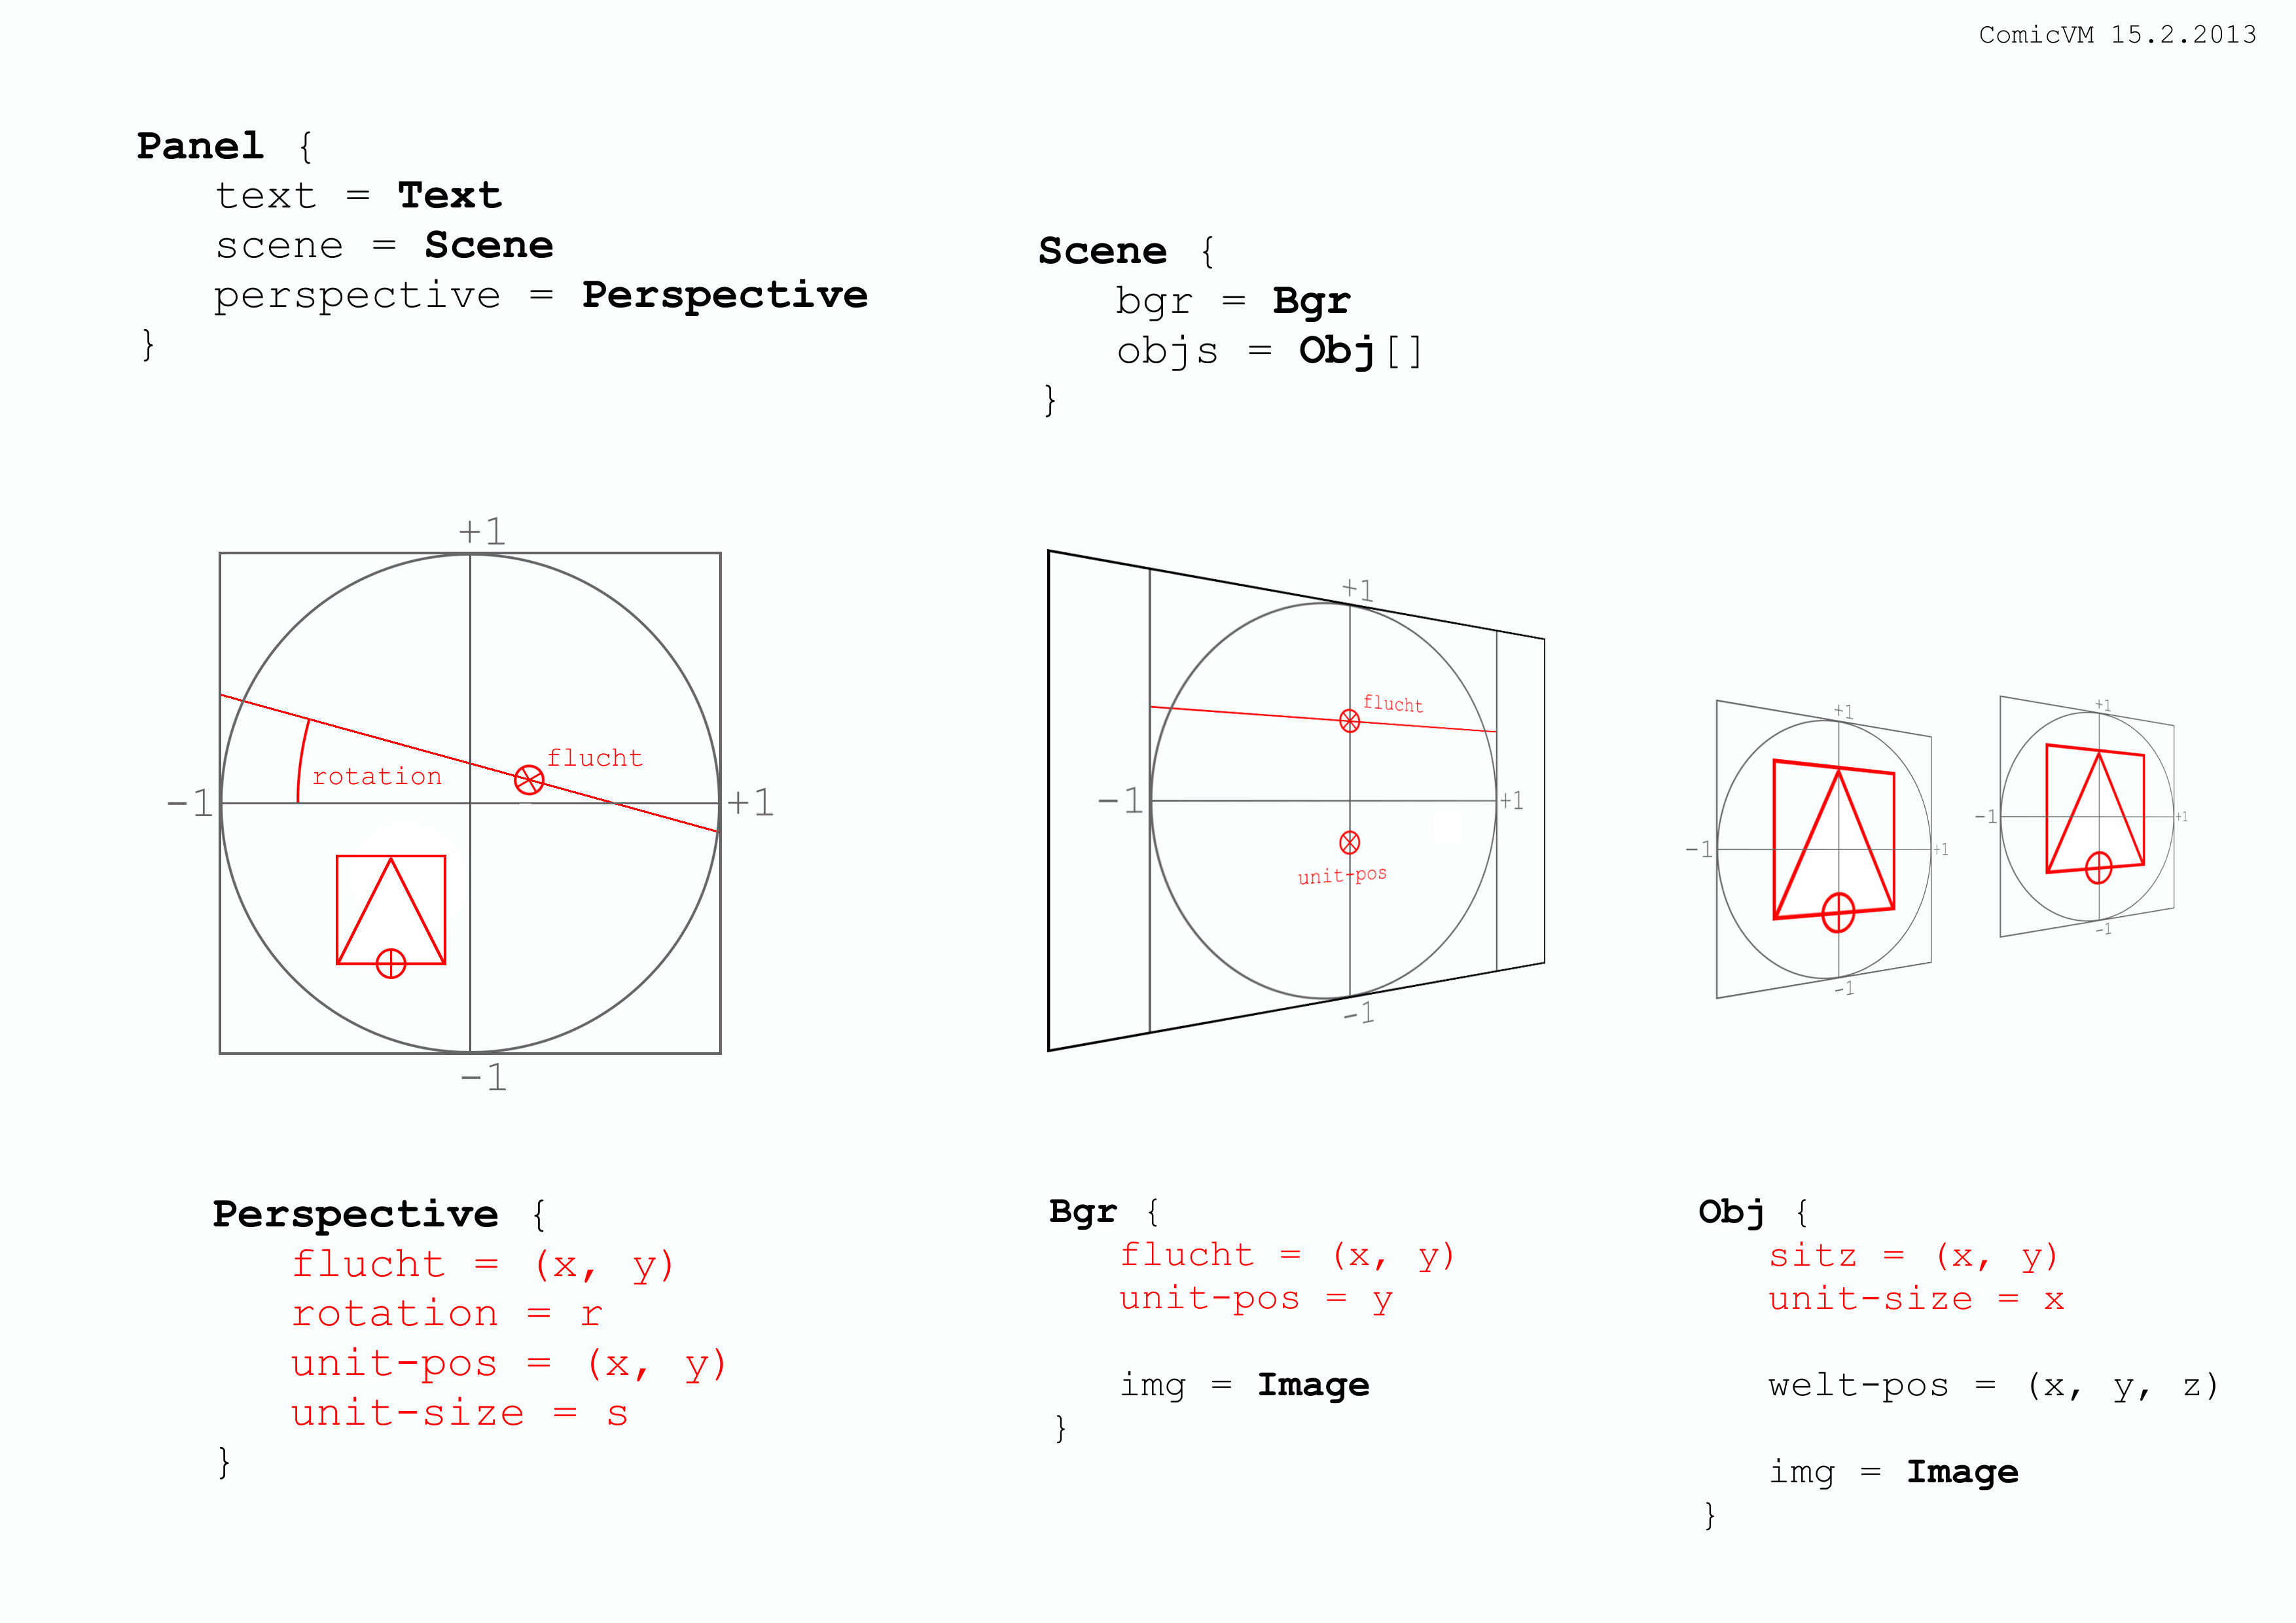 ComicVM 15.2.2013
Panel {
text = Text
scene = Scene
perspective = Perspective
}
Scene {
bgr = Bgr
objs = Obj[]
}
+1
flucht
rotation
-1
+1
-1
+1
flucht
-1
+1
unit-pos
-1
+1
-1
+1
-1
+1
-1
+1
-1
Perspective {
flucht = (x, y)
rotation = r
unit-pos = (x, y)
unit-size = s
}
Bgr {
flucht = (x, y)
unit-pos = y
img = Image
}
Obj {
sitz = (x, y)
unit-size = x
welt-pos = (x, y, z)
img = Image
}